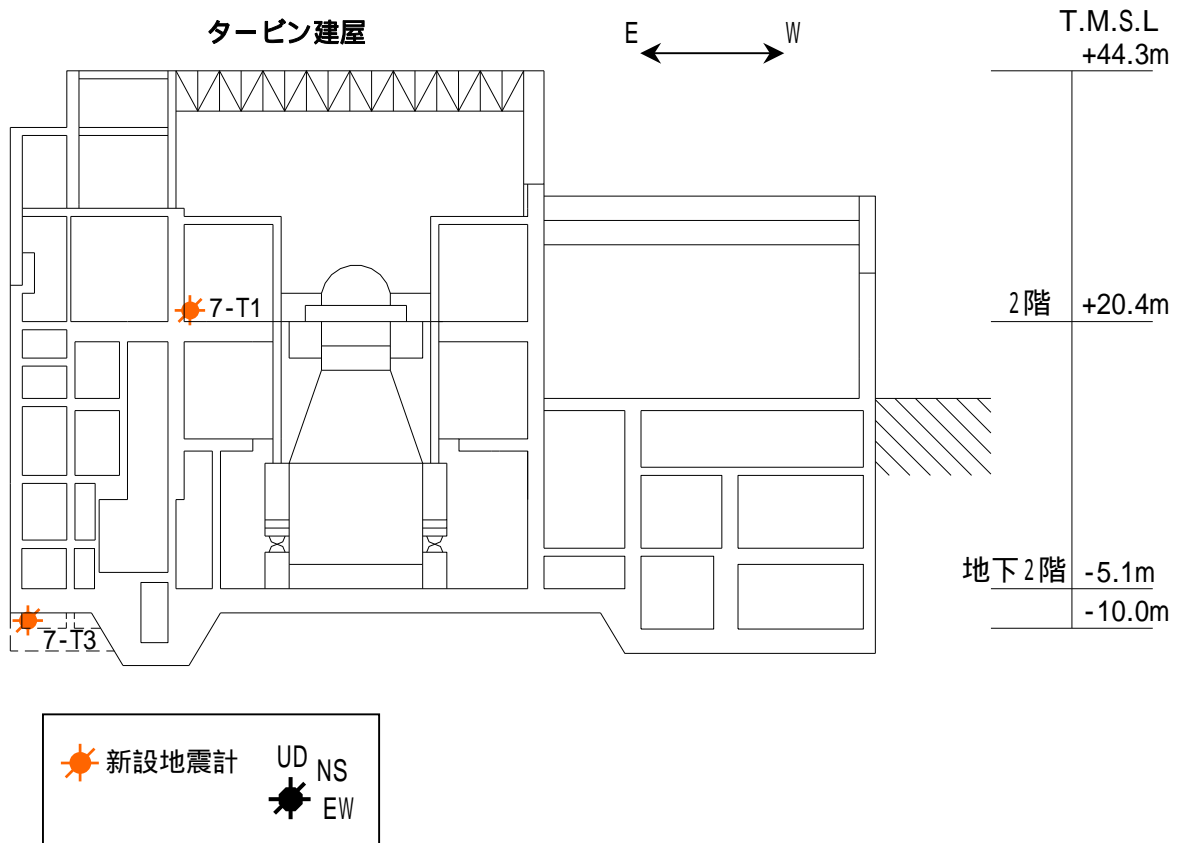 タービン建屋
E W
T.M.S.L
+44.3m
7-T1
2階 +20.4m
地下2階 -5.1m
-10.0m
7-T3
新設地震計
UD
NS
EW